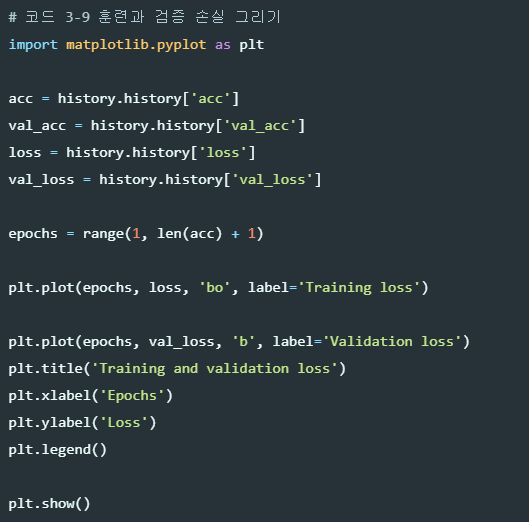 # 코드 3-9 훈련과 검증 손실 그리기
import matplotlib.pyplot as plt
acc = history.history['acc']
val_acc = history.history['val_acc']
loss = history.history['loss']
val_loss = history.history['val_loss']
epochs = range(1, len(acc) + 1)
plt.plot(epochs, loss, 'bo', label='Training loss')
plt.plot(epochs, val_loss, 'b', label='Validation loss')
plt.title('Training and validation loss')
plt.xlabel('Epochs')
plt.ylabel('Loss')
plt.legend()
plt.show()